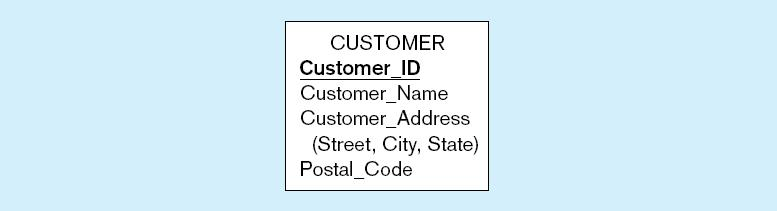 CUSTOMER
Customer_ID
Customer_Name
Customer_Address
(Street, City, State)
Postal_Code